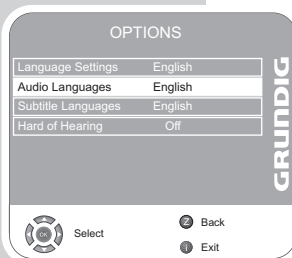 OPTIONS
Language Settings English
Audio Languages English
Subtitle Languages English
Hard of Hearing Off
GRUNDIG
OK Select
Z Back
i Exit